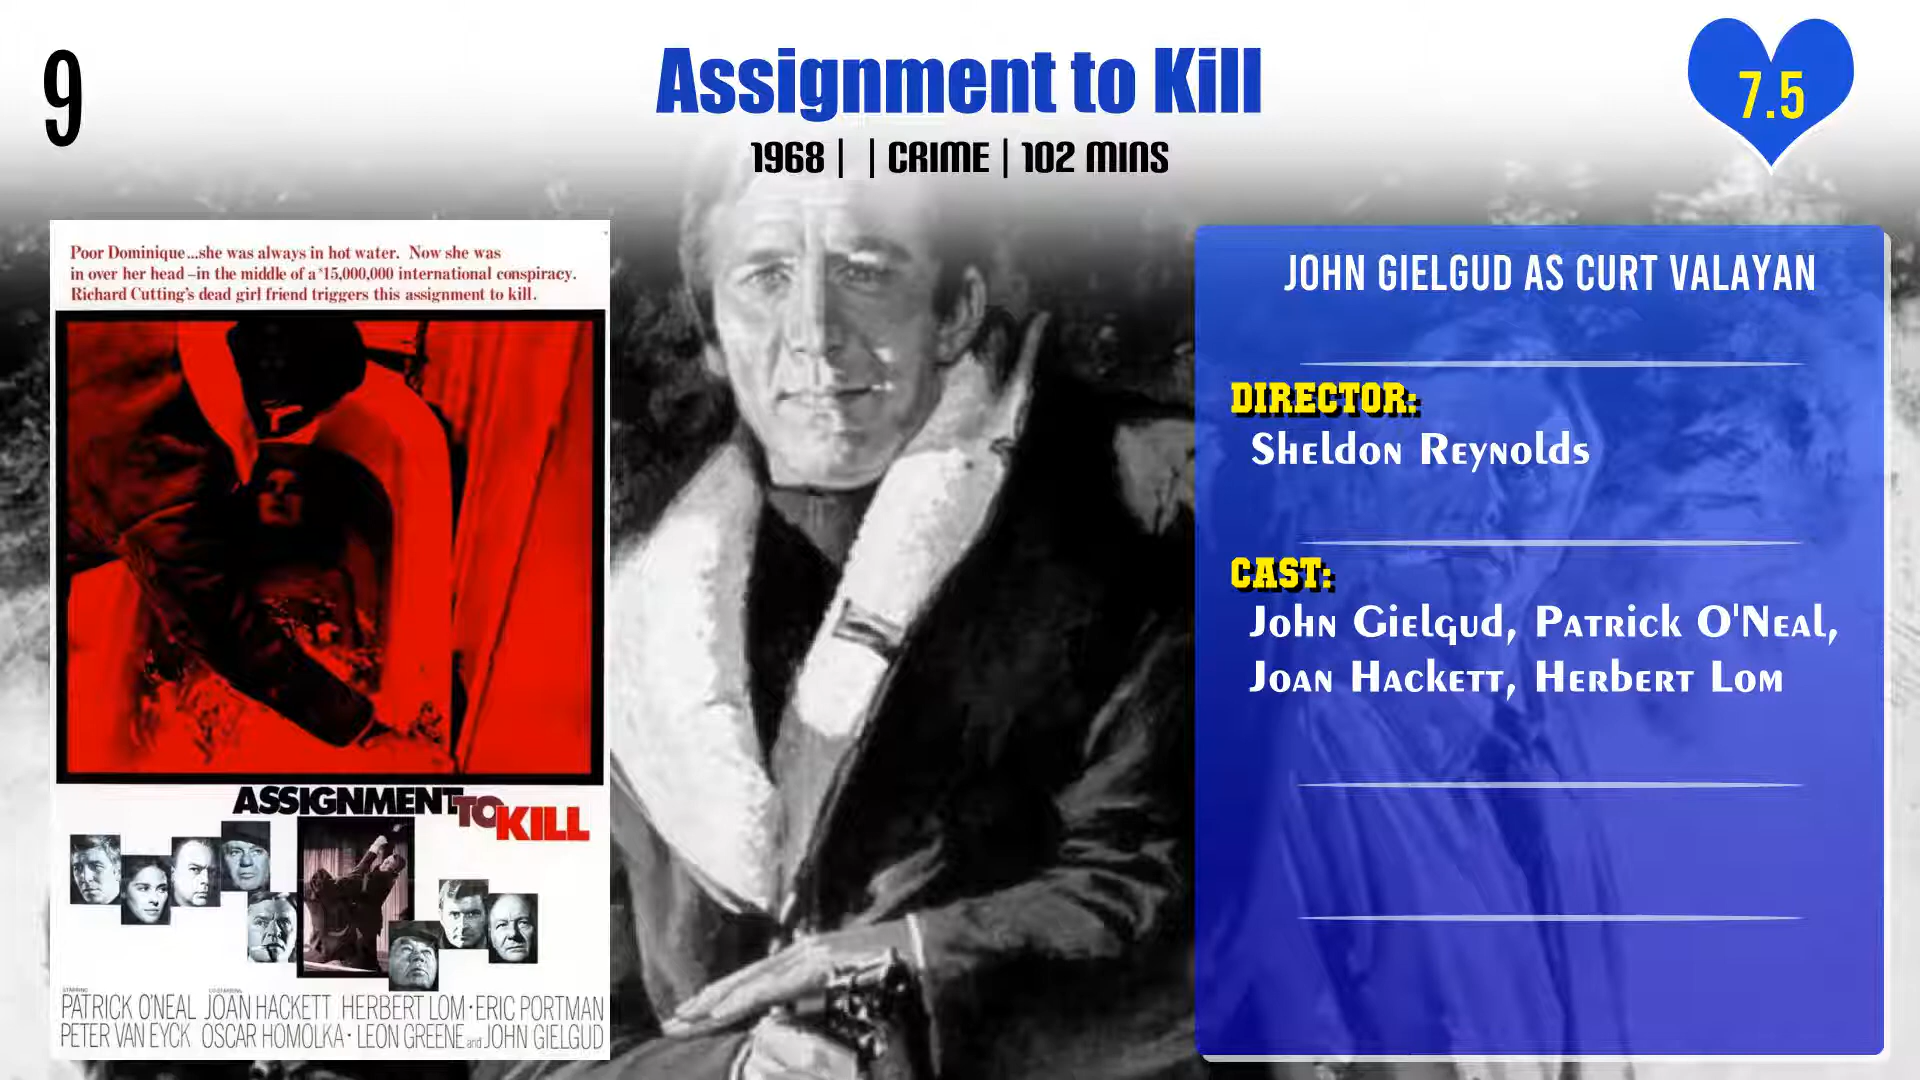 9
Assignment to Kill
1968 | | CRIME | 102 MINS
7.5
Poor Dominique...she was always in hot water. Now she was
in over her head–in the middle of a $15,000,000 international conspiracy.
Richard Cutting's dead girl friend triggers this assignment to kill.
ASSIGNMENT TO KILL
STARRING CO-STARRING
PATRICK O'NEAL JOAN HACKETT HERBERT LOM • ERIC PORTMAN
PETER VAN EYCK OSCAR HOMOLKA • LEON GREENE and JOHN GIELGUD
JOHN GIELGUD AS CURT VALAYAN
DIRECTOR:
Sheldon Reynolds
CAST:
John Gielgud, Patrick O'Neal,
Joan Hackett, Herbert Lom